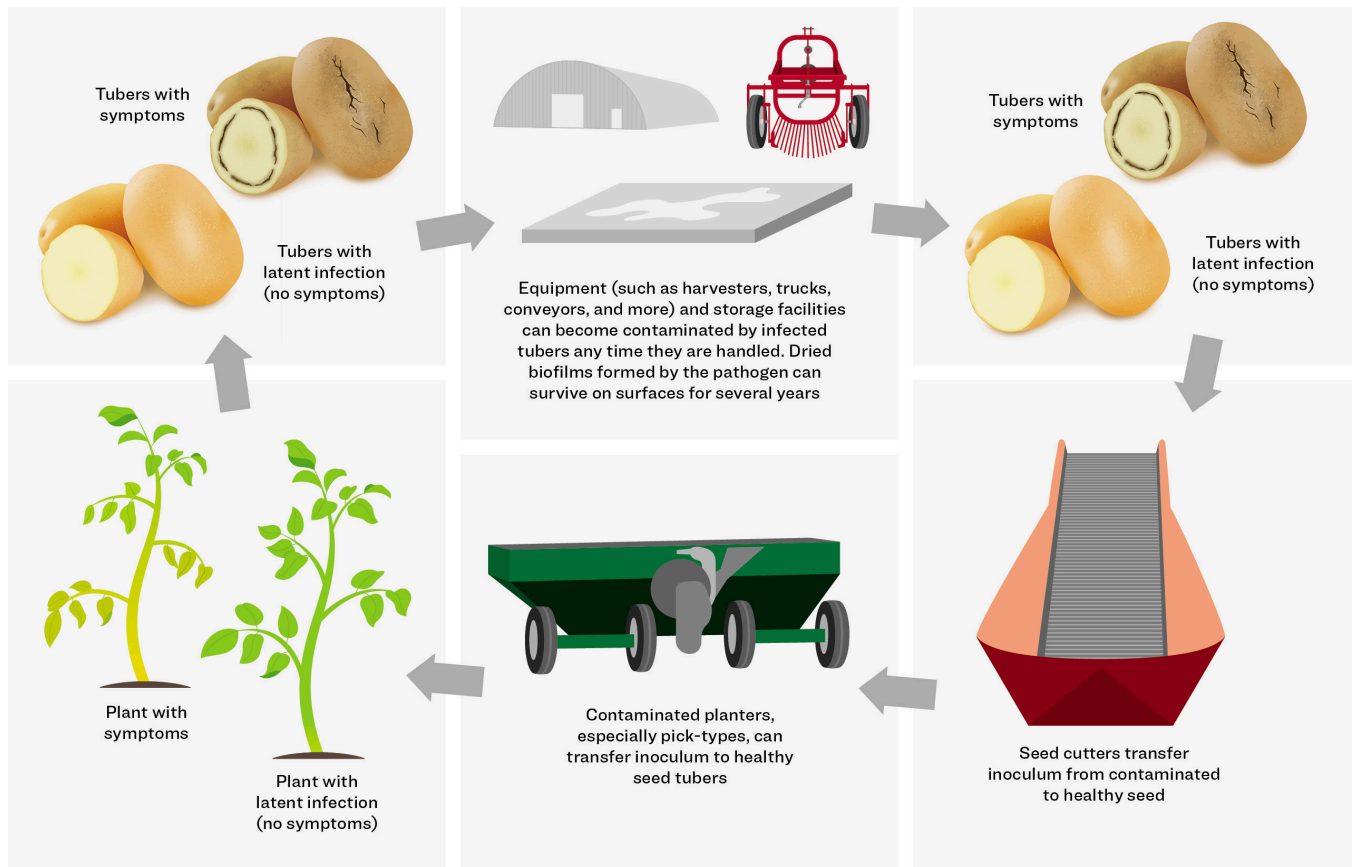 Tubers with
symptoms
Tubers with
latent infection
(no symptoms)
Equipment (such as harvesters, trucks,
conveyors, and more) and storage facilities
can become contaminated by infected
tubers any time they are handled. Dried
biofilms formed by the pathogen can
survive on surfaces for several years
Tubers with
symptoms
Tubers with
latent infection
(no symptoms)
Plant with
symptoms
Plant with
latent infection
(no symptoms)
Contaminated planters,
especially pick-types, can
transfer inoculum to healthy
seed tubers
Seed cutters transfer
inoculum from contaminated
to healthy seed